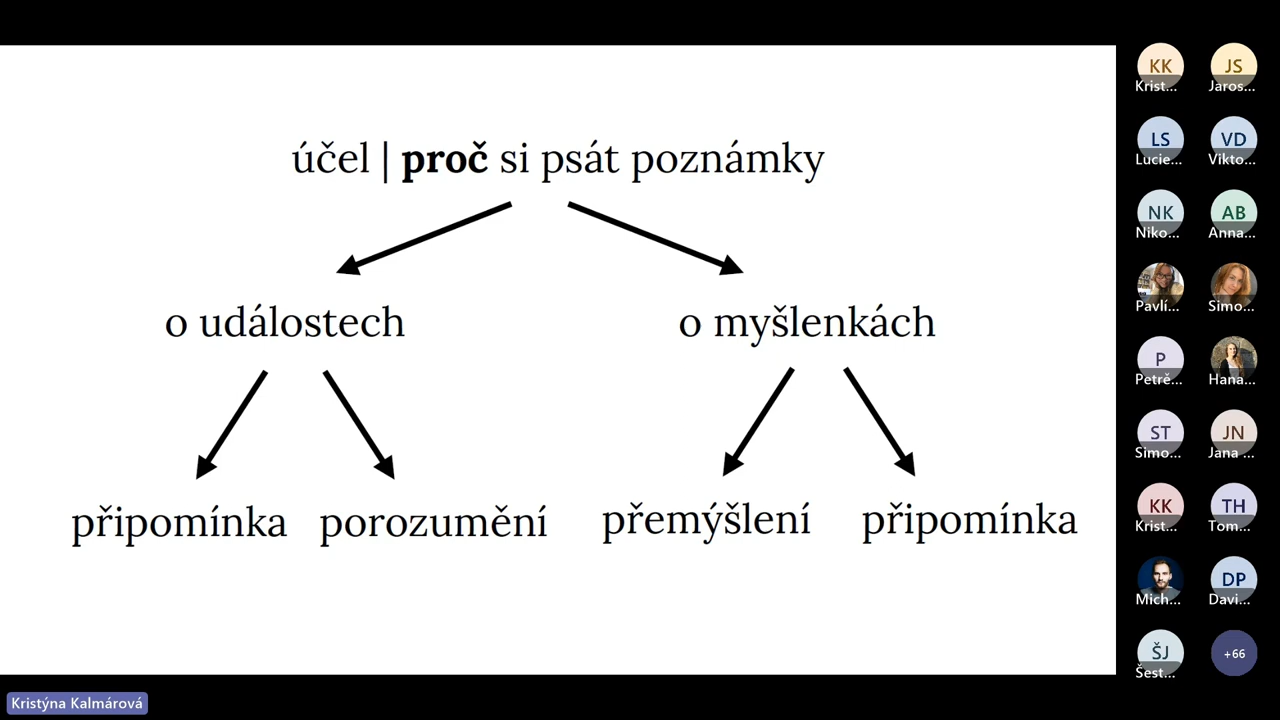 účel | proč si psát poznámky
o událostech
o myšlenkách
připomínka
porozumění
přemýšlení
připomínka
KK
Krist...
JS
Jaros...
LS
Lucie...
VD
Vikto...
NK
Niko...
AB
Anna...
Pavlí...
Simo...
P
Petrě...
Hana...
ST
Simo...
JN
Jana ...
KK
Krist...
TH
Tom...
Mich...
DP
Davi...
ŠJ
Šest...
+66
Kristýna Kalmárová